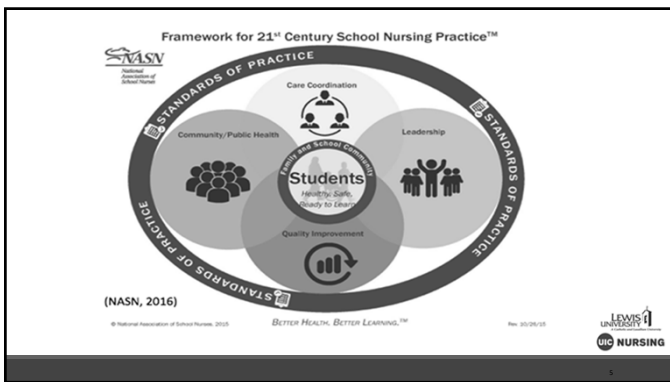 Framework for 21st Century School Nursing Practice™
NASN
National
Association of
School Nurses
STANDARDS OF PRACTICE
Care Coordination
Community/Public Health
Leadership
STANDARDS OF PRACTICE
Family and School Community
Students
Healthy, Safe,
Ready to Learn
Quality Improvement
STANDARDS OF PRACTICE
STANDARDS OF PRACTICE
(NASN, 2016)
© National Association of School Nurses, 2015
BETTER HEALTH. BETTER LEARNING.™
Rev. 10/26/15
LEWIS
UNIVERSITY
UIC NURSING
5